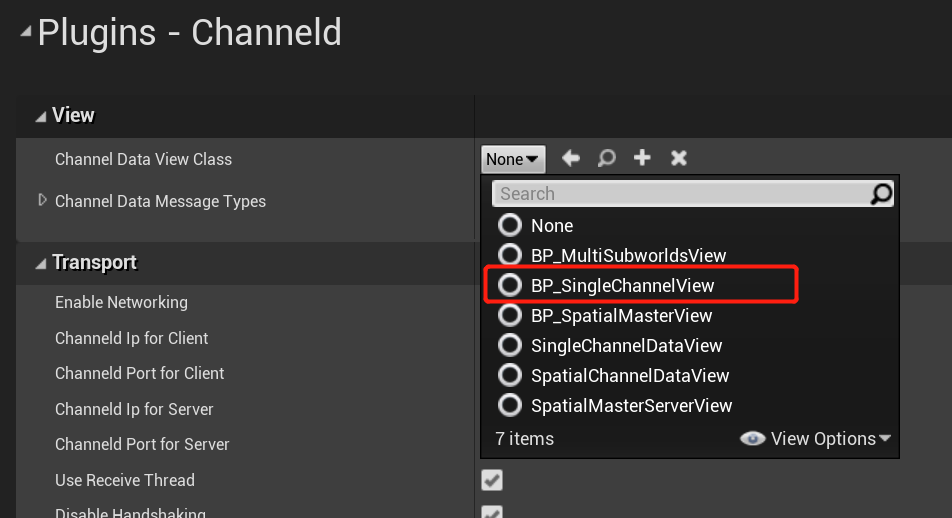 Plugins - Channeld
View
Channel Data View Class
None
Channel Data Message Types
Search
None
BP_MultiSubworldsView
BP_SingleChannelView
BP_SpatialMasterView
SingleChannelDataView
SpatialChannelDataView
SpatialMasterServerView
7 items
View Options
Transport
Enable Networking
Channeld Ip for Client
Channeld Port for Client
Channeld Ip for Server
Channeld Port for Server
Use Receive Thread
Disable Handshaking